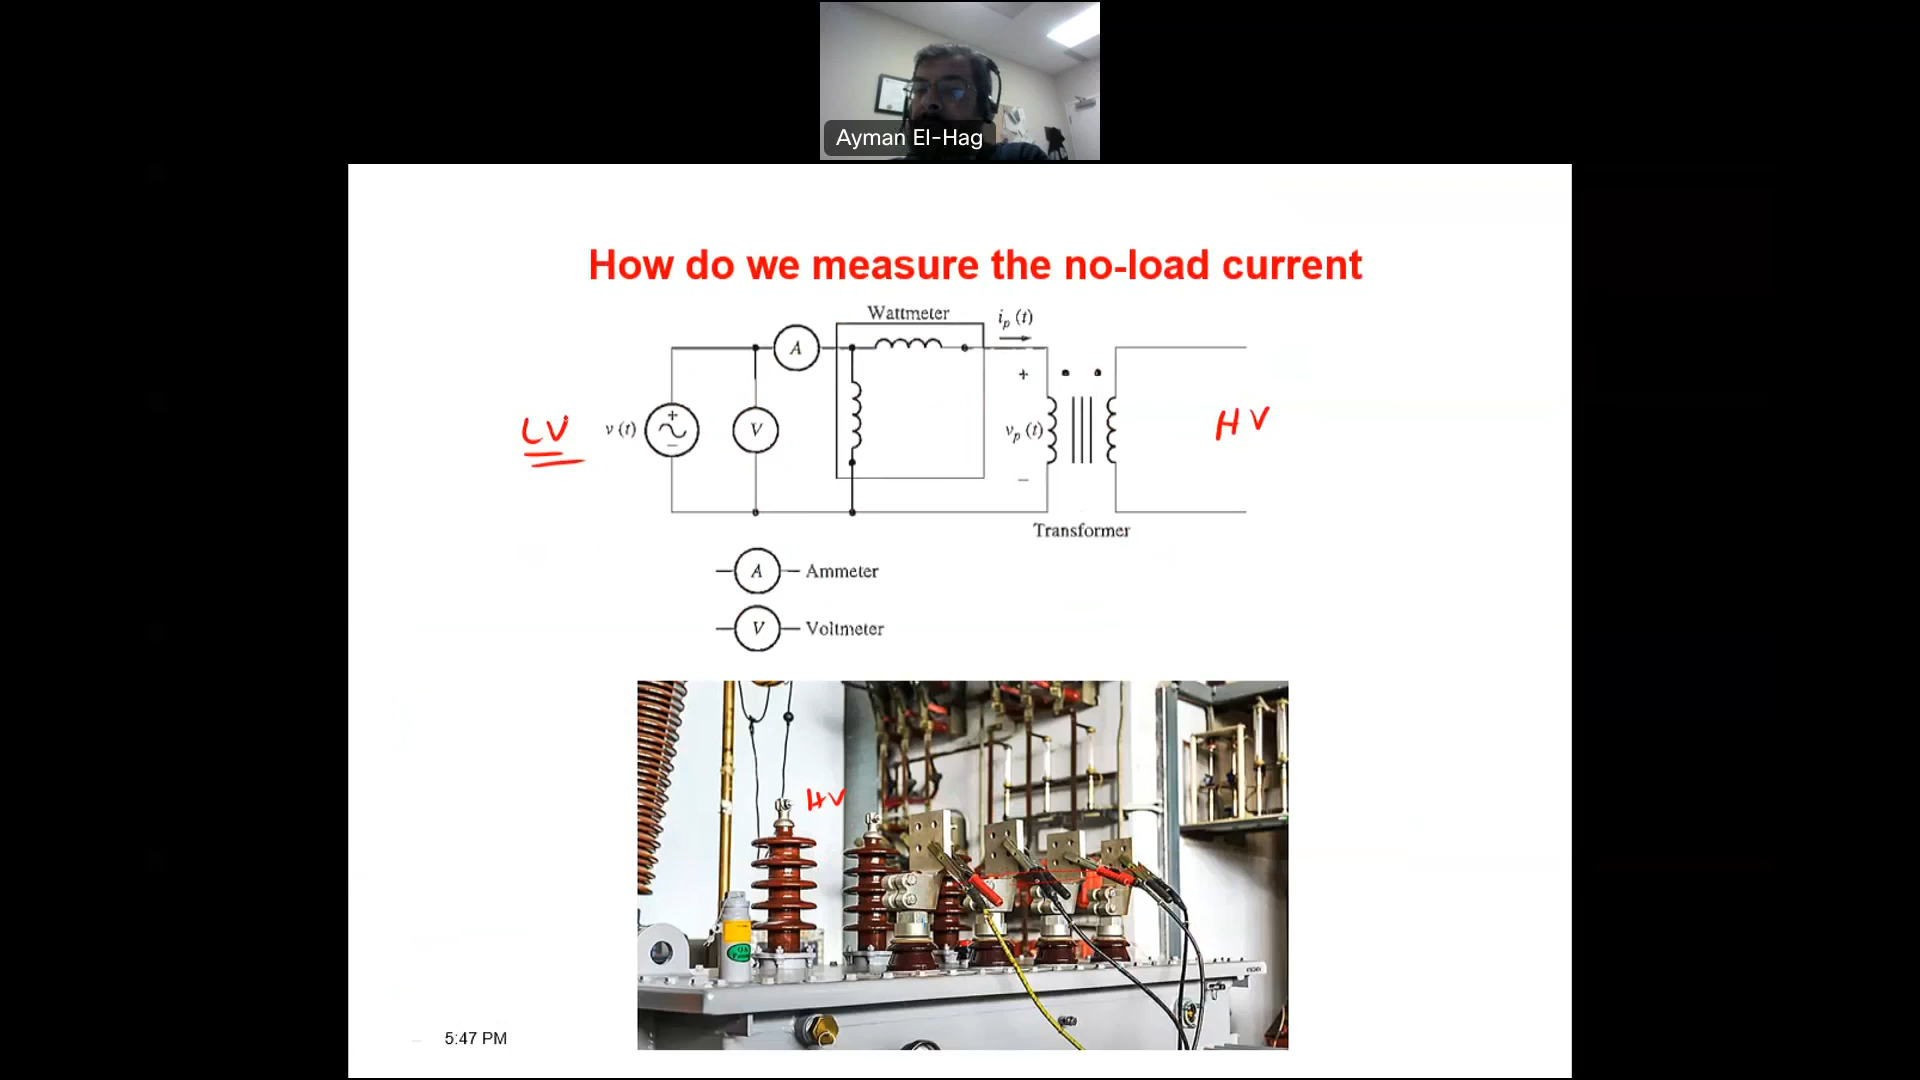 Ayman El-Hag
How do we measure the no-load current
Wattmeter
i_p (t)
A
+
LV
v (t)
+
−
V
v_p (t)
HV
−
Transformer
A
Ammeter
V
Voltmeter
HV
5:47 PM